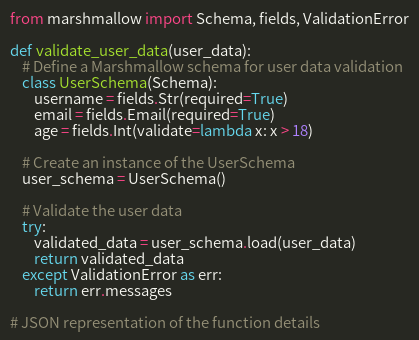 from marshmallow import Schema, fields, ValidationError
def validate_user_data(user_data):
# Define a Marshmallow schema for user data validation
class UserSchema(Schema):
username = fields.Str(required=True)
email = fields.Email(required=True)
age = fields.Int(validate=lambda x: x > 18)
# Create an instance of the UserSchema
user_schema = UserSchema()
# Validate the user data
try:
validated_data = user_schema.load(user_data)
return validated_data
except ValidationError as err:
return err.messages
# JSON representation of the function details